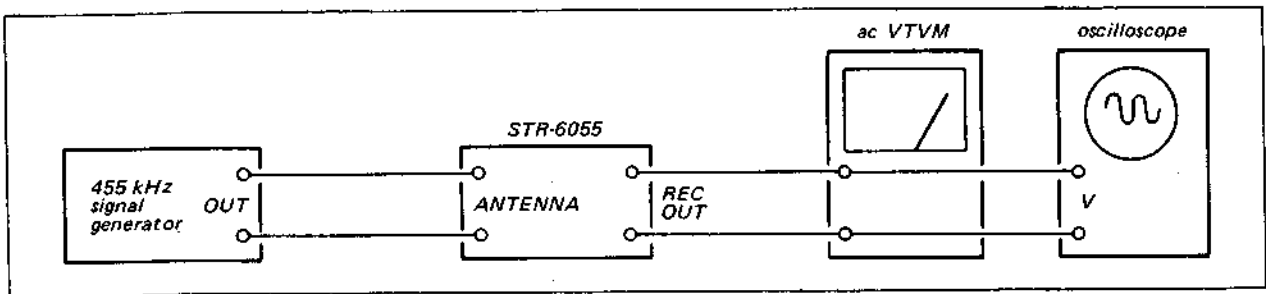 ac VTVM
oscilloscope
STR-6055
455 kHz
signal
generator
OUT
ANTENNA
REC
OUT
V